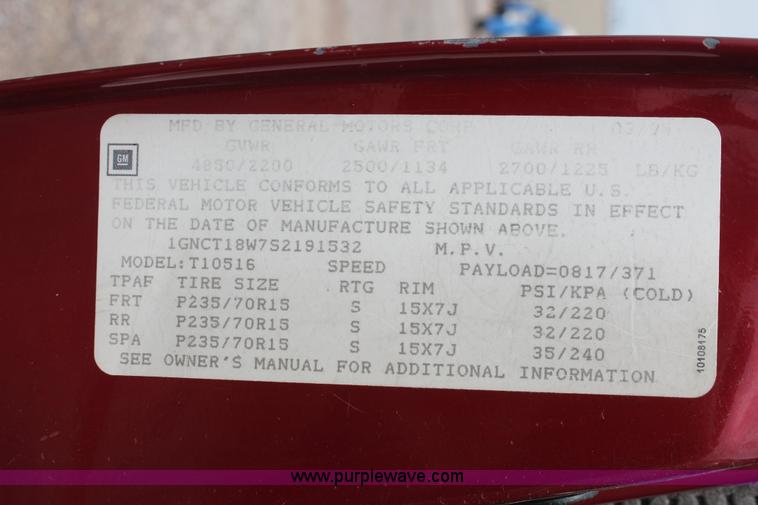 MFD BY GENERAL MOTORS CORP
GVWR GAWR FRT GAWR RR
GM 4850/2200 2500/1134 2700/1225 LB/KG
THIS VEHICLE CONFORMS TO ALL APPLICABLE U.S.
FEDERAL MOTOR VEHICLE SAFETY STANDARDS IN EFFECT
ON THE DATE OF MANUFACTURE SHOWN ABOVE.
1GNCT18W7S2191532 M.P.V.
MODEL:T10516 SPEED PAYLOAD=0817/371
TPAF TIRE SIZE RTG RIM PSI/KPA (COLD)
FRT P235/70R15 S 15X7J 32/220
RR P235/70R15 S 15X7J 32/220
SPA P235/70R15 S 15X7J 35/240
SEE OWNER'S MANUAL FOR ADDITIONAL INFORMATION
10108175
www.purplewave.com